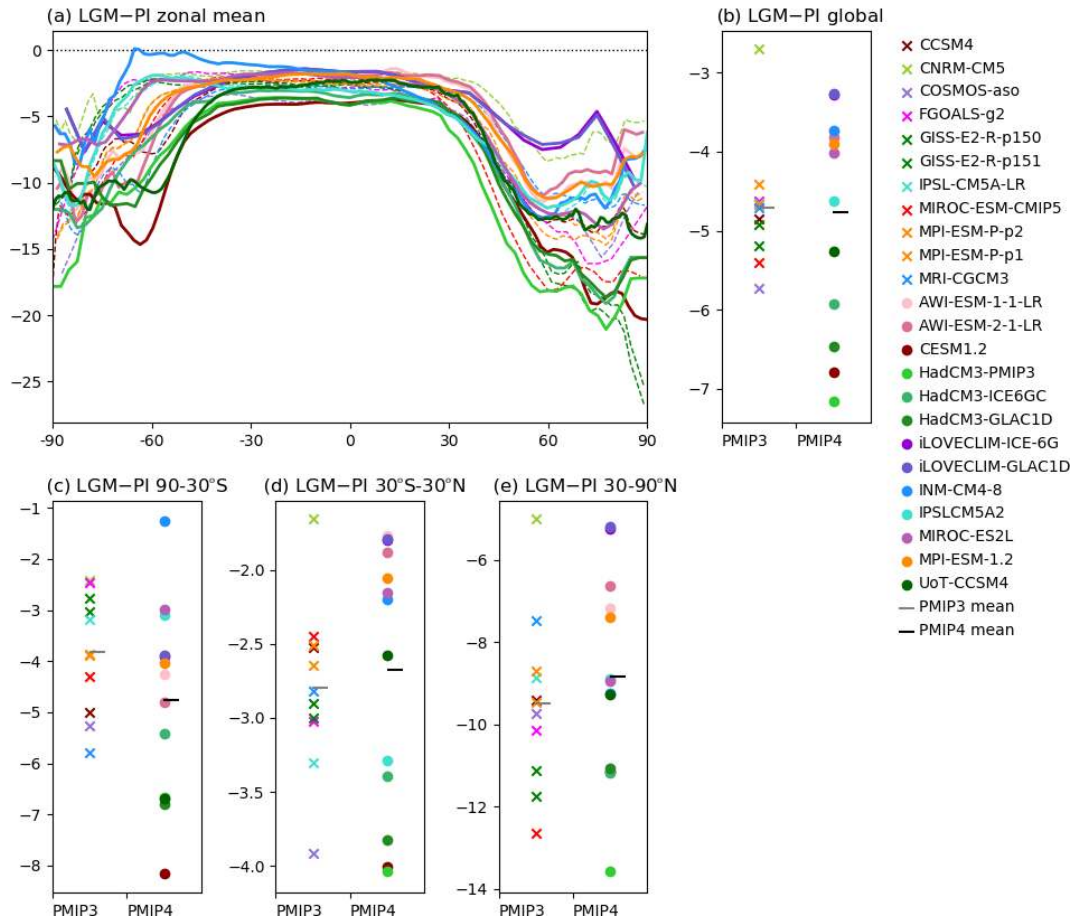 (a) LGM−PI zonal mean
0
−5
−10
−15
−20
−25
-90
-60
-30
0
30
60
90
(b) LGM−PI global
−3
−4
−5
−6
−7
PMIP3
PMIP4
CCSM4
CNRM-CM5
COSMOS-aso
FGOALS-g2
GISS-E2-R-p150
GISS-E2-R-p151
IPSL-CM5A-LR
MIROC-ESM-CMIP5
MPI-ESM-P-p2
MPI-ESM-P-p1
MRI-CGCM3
AWI-ESM-1-1-LR
AWI-ESM-2-1-LR
CESM1.2
HadCM3-PMIP3
HadCM3-ICE6GC
HadCM3-GLAC1D
iLOVECLIM-ICE-6G
iLOVECLIM-GLAC1D
INM-CM4-8
IPSLCM5A2
MIROC-ES2L
MPI-ESM-1.2
UoT-CCSM4
PMIP3 mean
PMIP4 mean
(c) LGM−PI 90-30°S
−1
−2
−3
−4
−5
−6
−7
−8
PMIP3
PMIP4
(d) LGM−PI 30°S-30°N
−2.0
−2.5
−3.0
−3.5
−4.0
PMIP3
PMIP4
(e) LGM−PI 30-90°N
−6
−8
−10
−12
−14
PMIP3
PMIP4